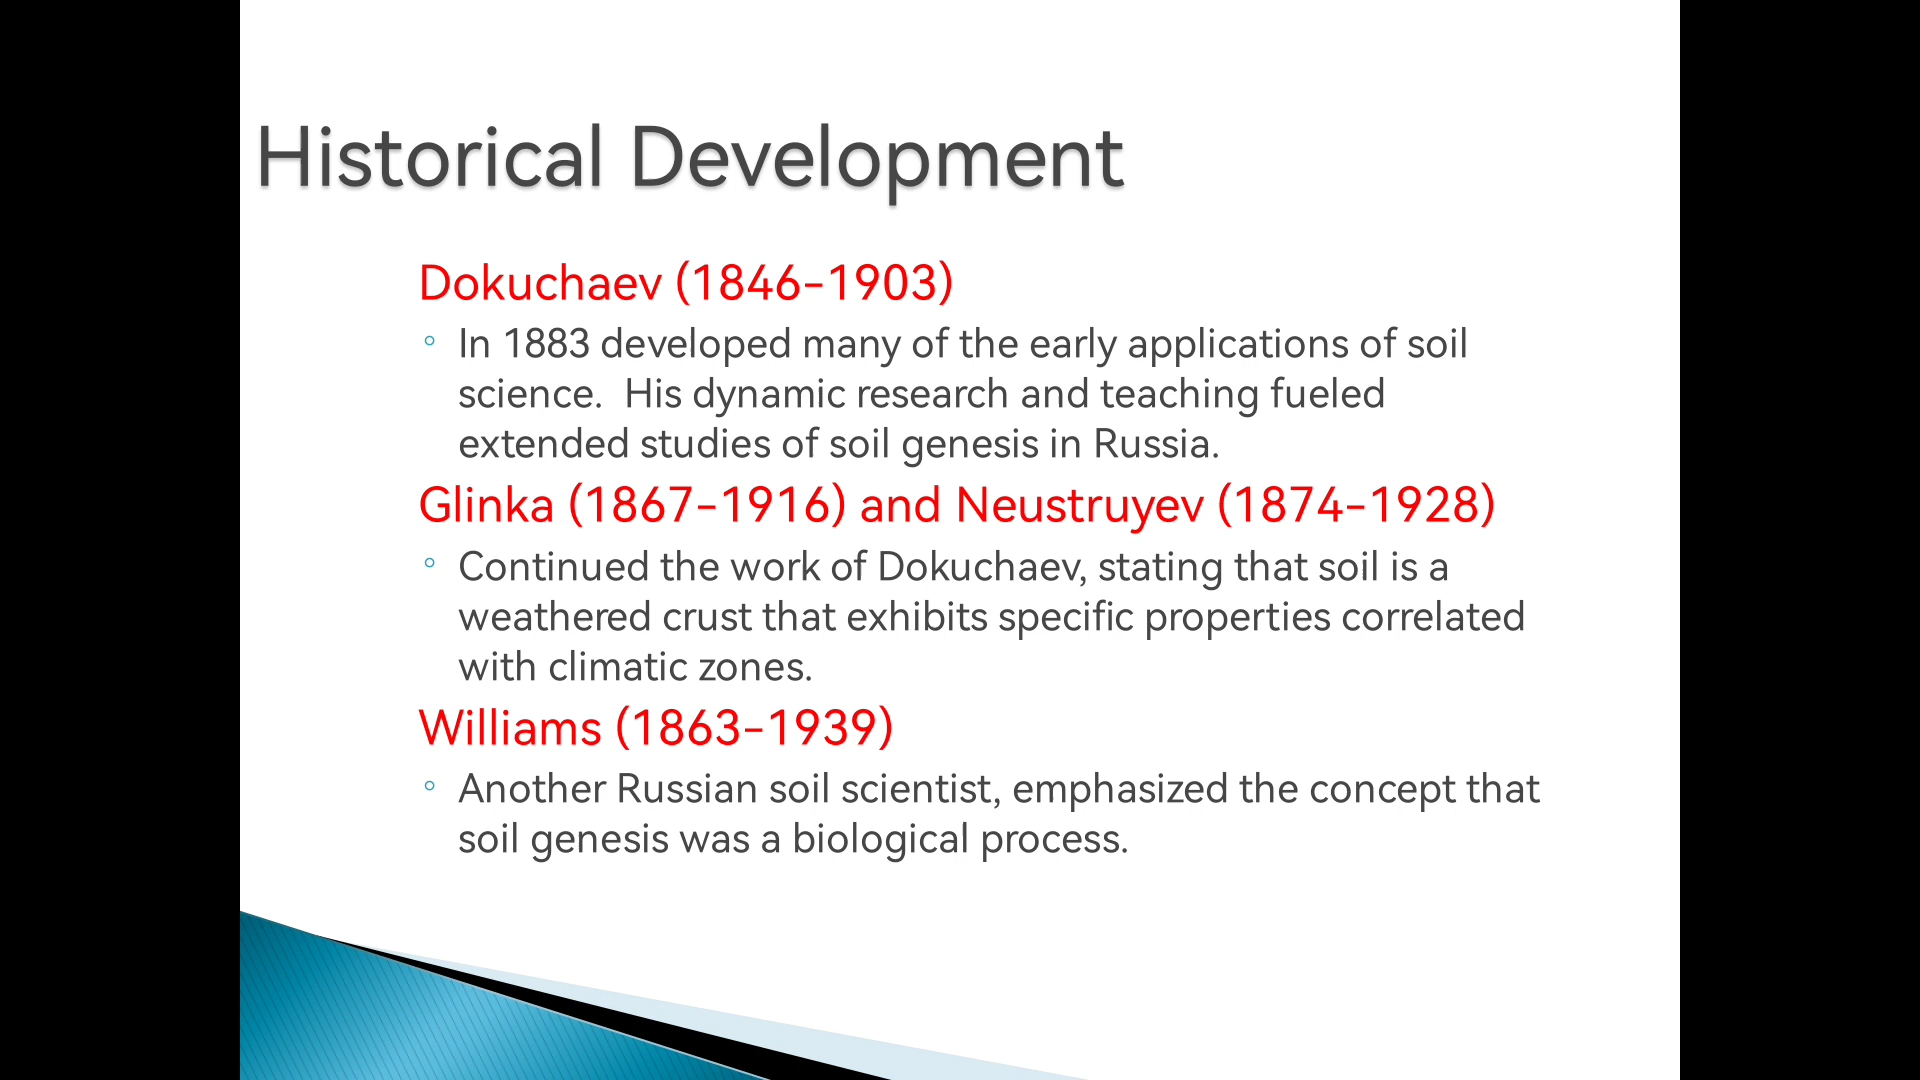 Historical Development
Dokuchaev (1846-1903)
In 1883 developed many of the early applications of soil
science.  His dynamic research and teaching fueled
extended studies of soil genesis in Russia.
Glinka (1867-1916) and Neustruyev (1874-1928)
Continued the work of Dokuchaev, stating that soil is a
weathered crust that exhibits specific properties correlated
with climatic zones.
Williams (1863-1939)
Another Russian soil scientist, emphasized the concept that
soil genesis was a biological process.